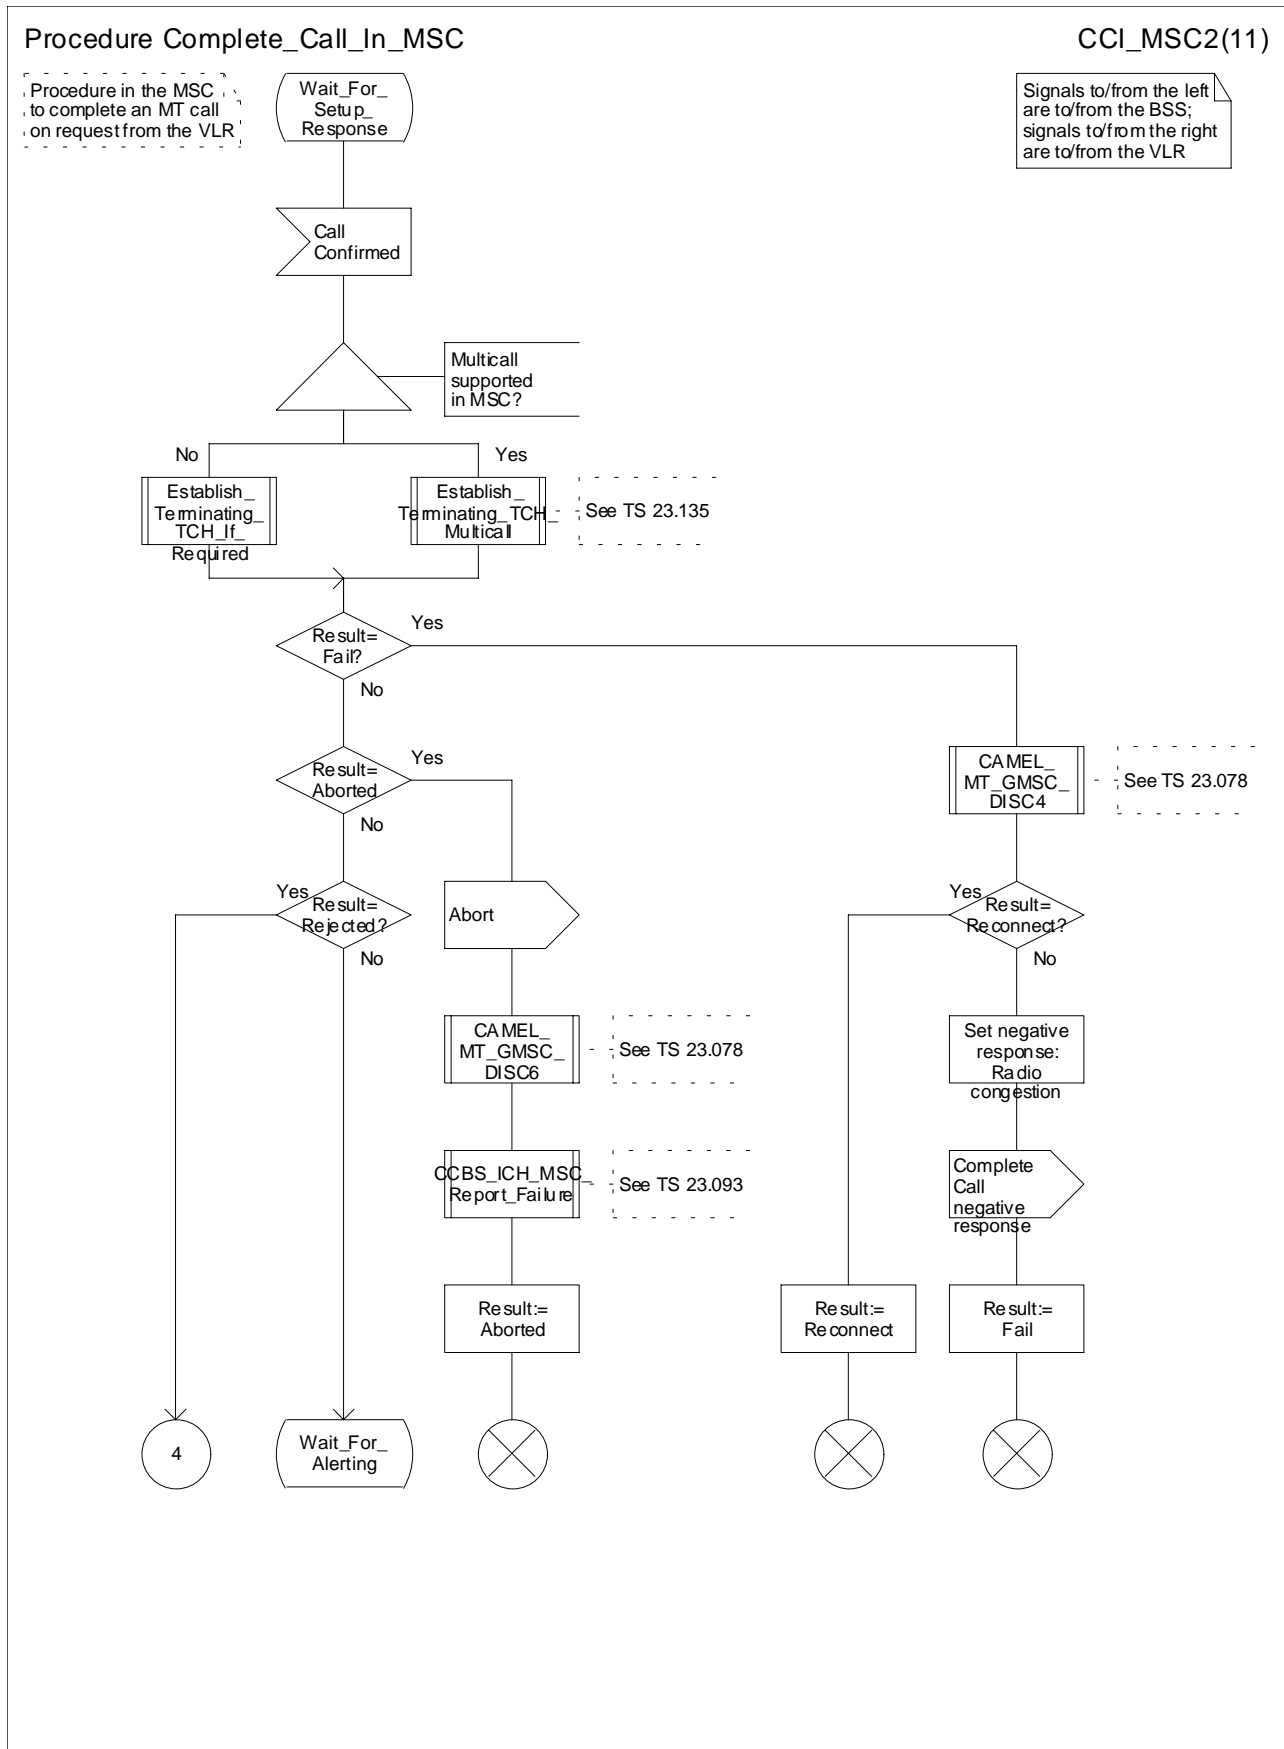 Procedure Complete_Call_In_MSC
CCI_MSC2(11)
Procedure in the MSC
to complete an MT call
on request from the VLR
Wait_For_
Setup_
Response
Signals to/from the left
are to/from the BSS;
signals to/from the right
are to/from the VLR
Call
Confirmed
Multicall
supported
in MSC?
No
Yes
Establish_
Terminating_
TCH_If_
Required
Establish_
Terminating_TCH_
Multicall
See TS 23.135
Result=
Fail?
Yes
No
Result=
Aborted
Yes
No
CAMEL_
MT_GMSC_
DISC4
See TS 23.078
Yes
Result=
Rejected?
No
Abort
Yes
Result=
Reconnect?
No
CAMEL_
MT_GMSC_
DISC6
See TS 23.078
Set negative
response:
Radio
congestion
CCBS_ICH_MSC_
Report_Failure
See TS 23.093
Complete
Call
negative
response
Result:=
Aborted
Result:=
Reconnect
Result:=
Fail
4
Wait_For_
Alerting